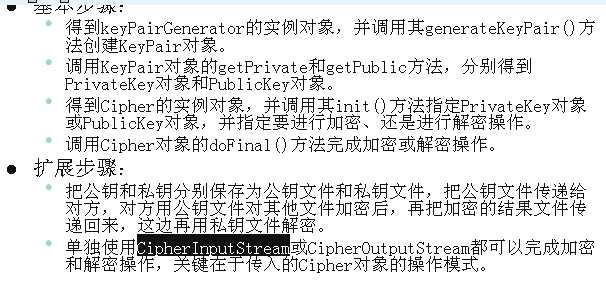 基本步骤：
得到keyPairGenerator的实例对象，并调用其generateKeyPair()方
法创建KeyPair对象。
调用KeyPair对象的getPrivate和getPublic方法，分别得到
PrivateKey对象和PublicKey对象。
得到Cipher的实例对象，并调用其init()方法指定PrivateKey对象
或PublicKey对象，并指定要进行加密、还是进行解密操作。
调用Cipher对象的doFinal()方法完成加密或解密操作。
扩展步骤：
把公钥和私钥分别保存为公钥文件和私钥文件，把公钥文件传递给
对方，对方用公钥文件对其他文件加密后，再把加密的结果文件传
递回来，这边再用私钥文件解密。
单独使用CipherInputStream或CipherOutputStream都可以完成加密
和解密操作，关键在于传入的Cipher对象的操作模式。